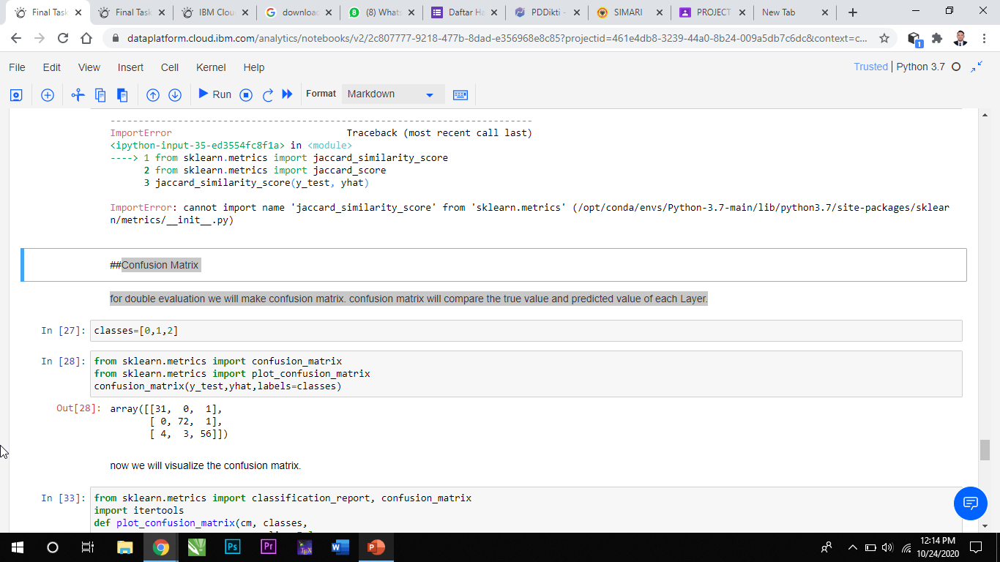 Final Task
Final Task
IBM Clou
download
(8) Whats
Daftar Ha
PDDikti -
SIMARI
PROJECT
New Tab
dataplatform.cloud.ibm.com/analytics/notebooks/v2/2c807777-9218-477b-8dad-e356968e8c85?projectid=461e4db8-3239-44a0-8b24-009a5db7c6dc&context=c...
1
File Edit View Insert Cell Kernel Help
Trusted | Python 3.7
Run
Format
Markdown
---------------------------------------------------------------------------
ImportError Traceback (most recent call last)
<ipython-input-35-ed3554fc8f1a> in <module>
----> 1 from sklearn.metrics import jaccard_similarity_score
2 from sklearn.metrics import jaccard_score
3 jaccard_similarity_score(y_test, yhat)
ImportError: cannot import name 'jaccard_similarity_score' from 'sklearn.metrics' (/opt/conda/envs/Python-3.7-main/lib/python3.7/site-packages/sklear
n/metrics/__init__.py)
##Confusion Matrix
for double evaluation we will make confusion matrix. confusion matrix will compare the true value and predicted value of each Layer.
In [27]: classes=[0,1,2]
In [28]: from sklearn.metrics import confusion_matrix
from sklearn.metrics import plot_confusion_matrix
confusion_matrix(y_test,yhat,labels=classes)
Out[28]: array([[31, 0, 1],
[ 0, 72, 1],
[ 4, 3, 56]])
now we will visualize the confusion matrix.
In [33]: from sklearn.metrics import classification_report, confusion_matrix
import itertools
def plot_confusion_matrix(cm, classes,
Ps
Pr
TEX
W
P
12:14 PM
10/24/2020